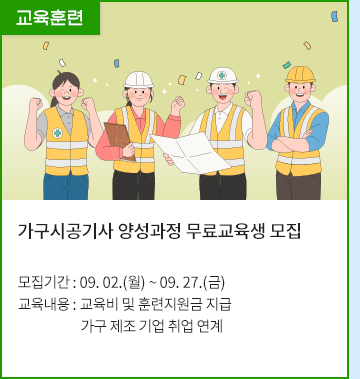 교육훈련
가구시공기사 양성과정 무료교육생 모집
모집기간 : 09. 02.(월) ~ 09. 27.(금)
교육내용 : 교육비 및 훈련지원금 지급
가구 제조 기업 취업 연계